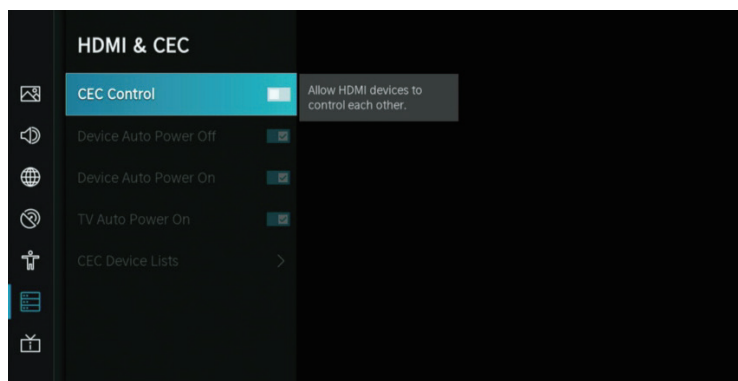 HDMI & CEC
CEC Control
Allow HDMI devices to
control each other.
Device Auto Power Off
Device Auto Power On
TV Auto Power On
CEC Device Lists